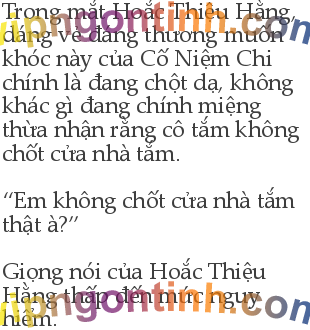 Trong mắt Hoắc Thiệu Hằng,
dáng vẻ đáng thương muốn
khóc này của Cố Niệm Chi
chính là đang chột dạ, không
khác gì đang chính miệng
thừa nhận rằng cô tắm không
chốt cửa nhà tắm.
“Em không chốt cửa nhà tắm
thật à?”
Giọng nói của Hoắc Thiệu
Hằng thấp đến mức nguy
hiểm.